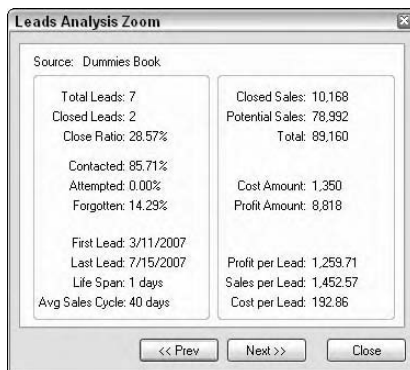 Leads Analysis Zoom
Source: Dummies Book
Total Leads: 7
Closed Leads: 2
Close Ratio: 28.57%
Contacted: 85.71%
Attempted: 0.00%
Forgotten: 14.29%
First Lead: 3/11/2007
Last Lead: 7/15/2007
Life Span: 1 days
Avg Sales Cycle: 40 days
Closed Sales: 10,168
Potential Sales: 78,992
Total: 89,160
Cost Amount: 1,350
Profit Amount: 8,818
Profit per Lead: 1,259.71
Sales per Lead: 1,452.57
Cost per Lead: 192.86
<< Prev
Next >>
Close